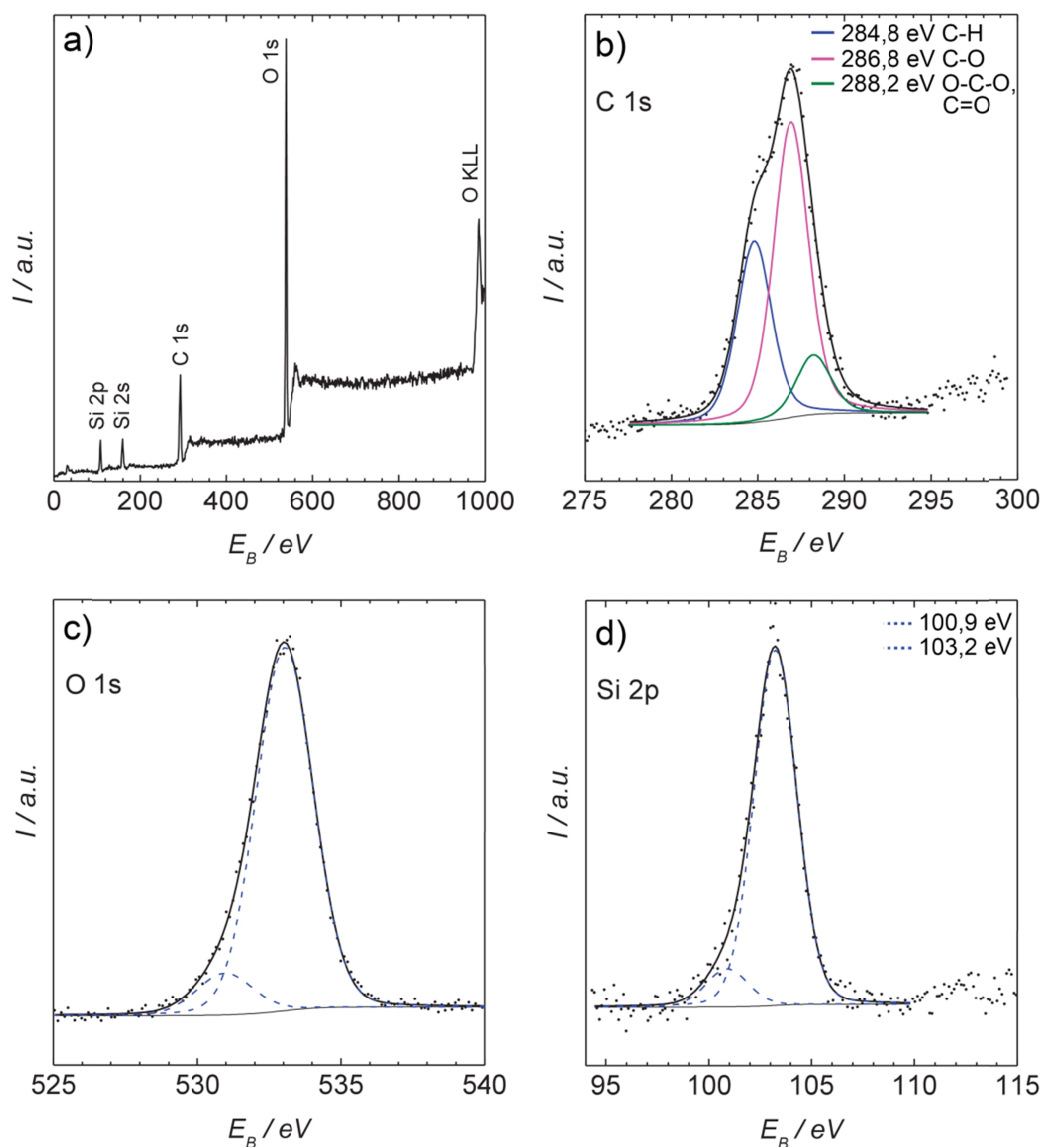 a)
O 1s
O KLL
C 1s
Si 2p
Si 2s
I / a.u.
0 200 400 600 800 1000
E_B / eV
b)
284,8 eV C-H
286,8 eV C-O
288,2 eV O-C-O,
C=O
C 1s
I / a.u.
275 280 285 290 295 300
E_B / eV
c)
O 1s
I / a.u.
525 530 535 540
E_B / eV
d)
100,9 eV
103,2 eV
Si 2p
I / a.u.
95 100 105 110 115
E_B / eV